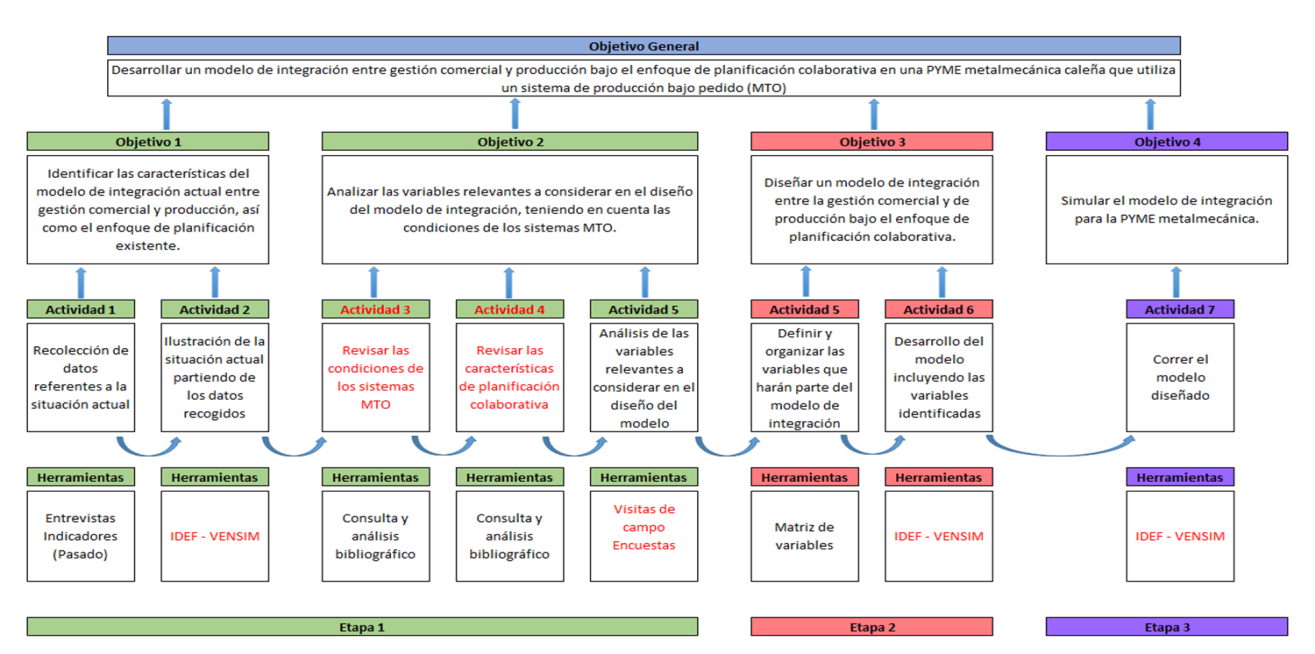 Objetivo General
Desarrollar un modelo de integración entre gestión comercial y producción bajo el enfoque de planificación colaborativa en una PYME metalmecánica caleña que utiliza
un sistema de producción bajo pedido (MTO)
Objetivo 1
Identificar las características del
modelo de integración actual entre
gestión comercial y producción, así
como el enfoque de planificación
existente.
Objetivo 2
Analizar las variables relevantes a considerar en el diseño
del modelo de integración, teniendo en cuenta las
condiciones de los sistemas MTO.
Objetivo 3
Diseñar un modelo de integración
entre la gestión comercial y de
producción bajo el enfoque de
planificación colaborativa.
Objetivo 4
Simular el modelo de integración
para la PYME metalmecánica.
Actividad 1
Recolección de
datos
referentes a la
situación actual
Actividad 2
Ilustración de la
situación actual
partiendo de
los datos
recogidos
Actividad 3
Revisar las
condiciones de
los sistemas
MTO
Actividad 4
Revisar las
características
de planificación
colaborativa
Actividad 5
Análisis de las
variables
relevantes a
considerar en el
diseño del
modelo
Actividad 5
Definir y
organizar las
variables que
harán parte del
modelo de
integración
Actividad 6
Desarrollo del
modelo
incluyendo las
variables
identificadas
Actividad 7
Correr el
modelo
diseñado
Herramientas
Entrevistas
Indicadores
(Pasado)
Herramientas
IDEF - VENSIM
Herramientas
Consulta y
análisis
bibliográfico
Herramientas
Consulta y
análisis
bibliográfico
Herramientas
Visitas de
campo
Encuestas
Herramientas
Matriz de
variables
Herramientas
IDEF - VENSIM
Herramientas
IDEF - VENSIM
Etapa 1
Etapa 2
Etapa 3